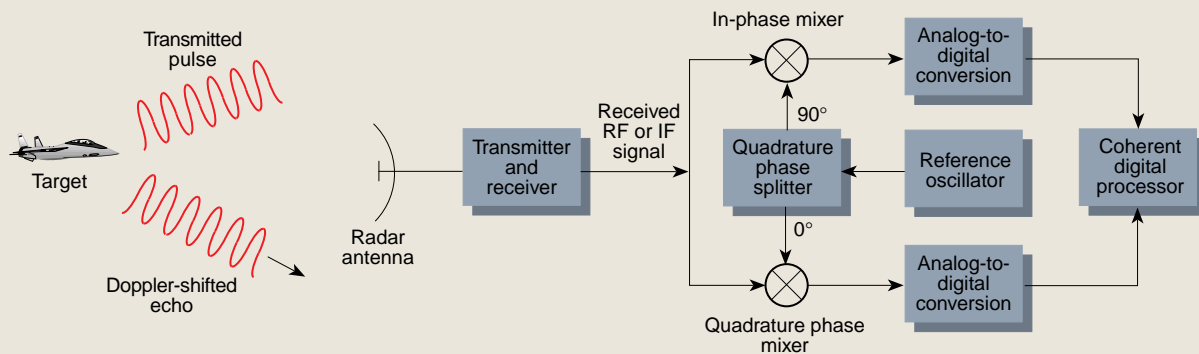 Transmitted
pulse
Target
Doppler-shifted
echo
Radar
antenna
Transmitter
and
receiver
Received
RF or IF
signal
In-phase mixer
90°
Quadrature
phase
splitter
0°
Quadrature phase
mixer
Analog-to-
digital
conversion
Reference
oscillator
Analog-to-
digital
conversion
Coherent
digital
processor